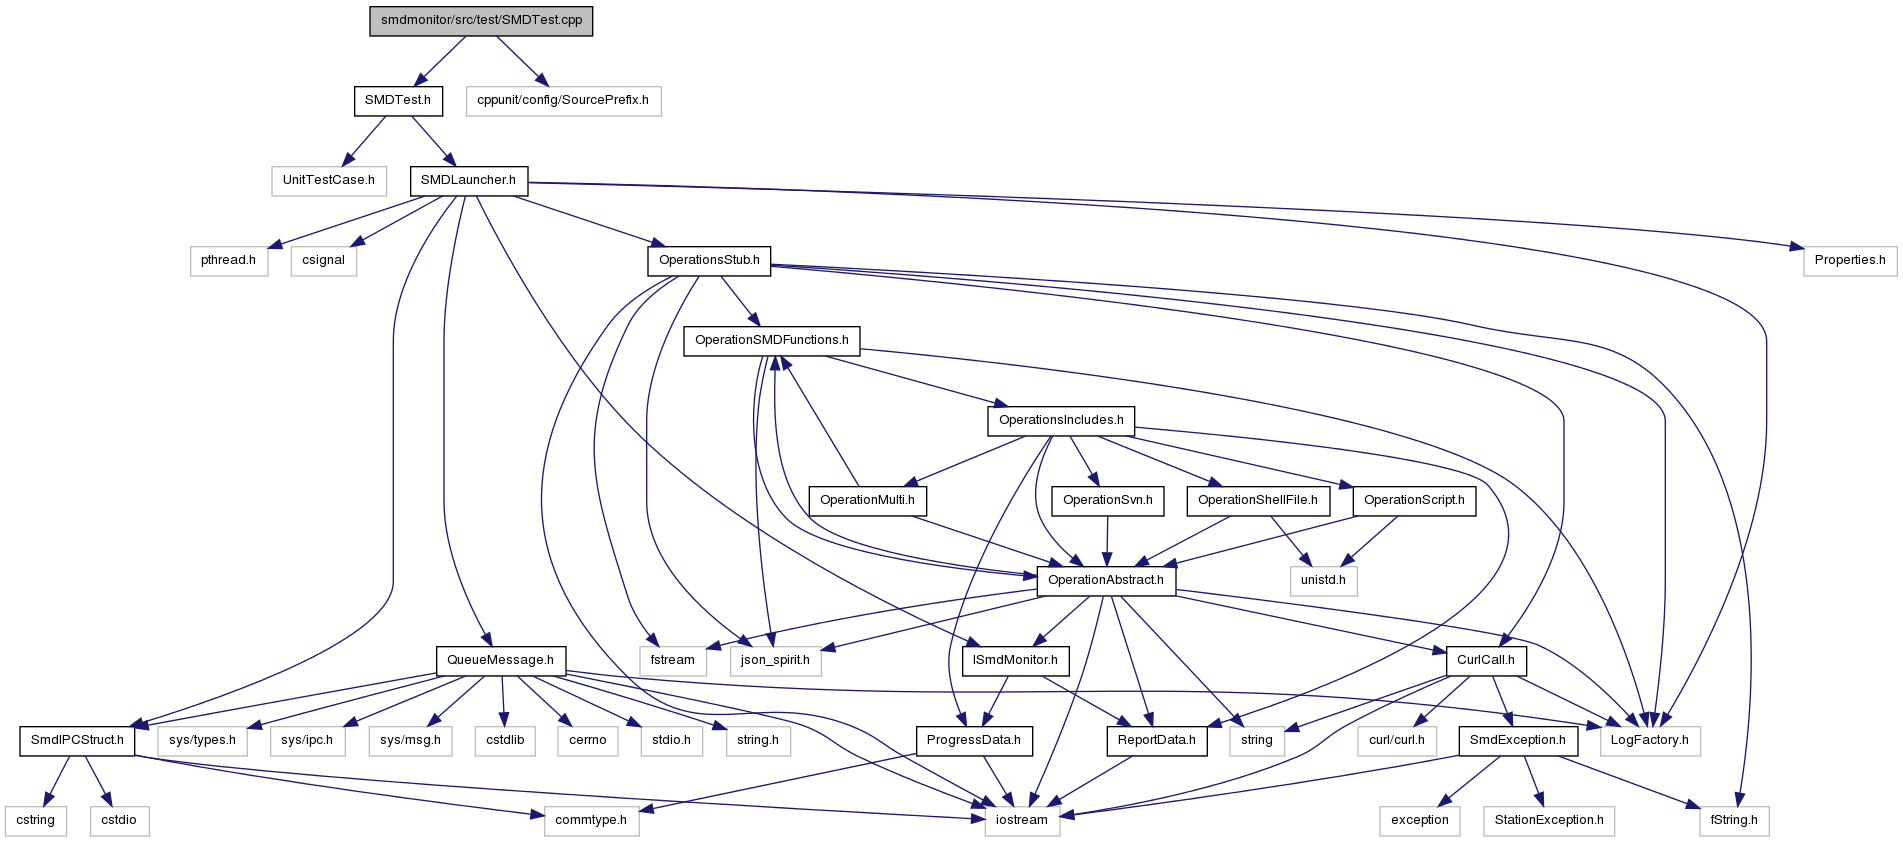 smdmonitor/src/test/SMDTest.cpp
SMDTest.h
cppunit/config/SourcePrefix.h
UnitTestCase.h
SMDLauncher.h
pthread.h
csignal
OperationsStub.h
Properties.h
OperationSMDFunctions.h
OperationsIncludes.h
OperationMulti.h
OperationSvn.h
OperationShellFile.h
OperationScript.h
OperationAbstract.h
unistd.h
QueueMessage.h
fstream
json_spirit.h
ISmdMonitor.h
CurlCall.h
SmdIPCStruct.h
sys/types.h
sys/ipc.h
sys/msg.h
cstdlib
cerrno
stdio.h
string.h
ProgressData.h
ReportData.h
string
curl/curl.h
SmdException.h
LogFactory.h
cstring
cstdio
commtype.h
iostream
exception
StationException.h
fString.h